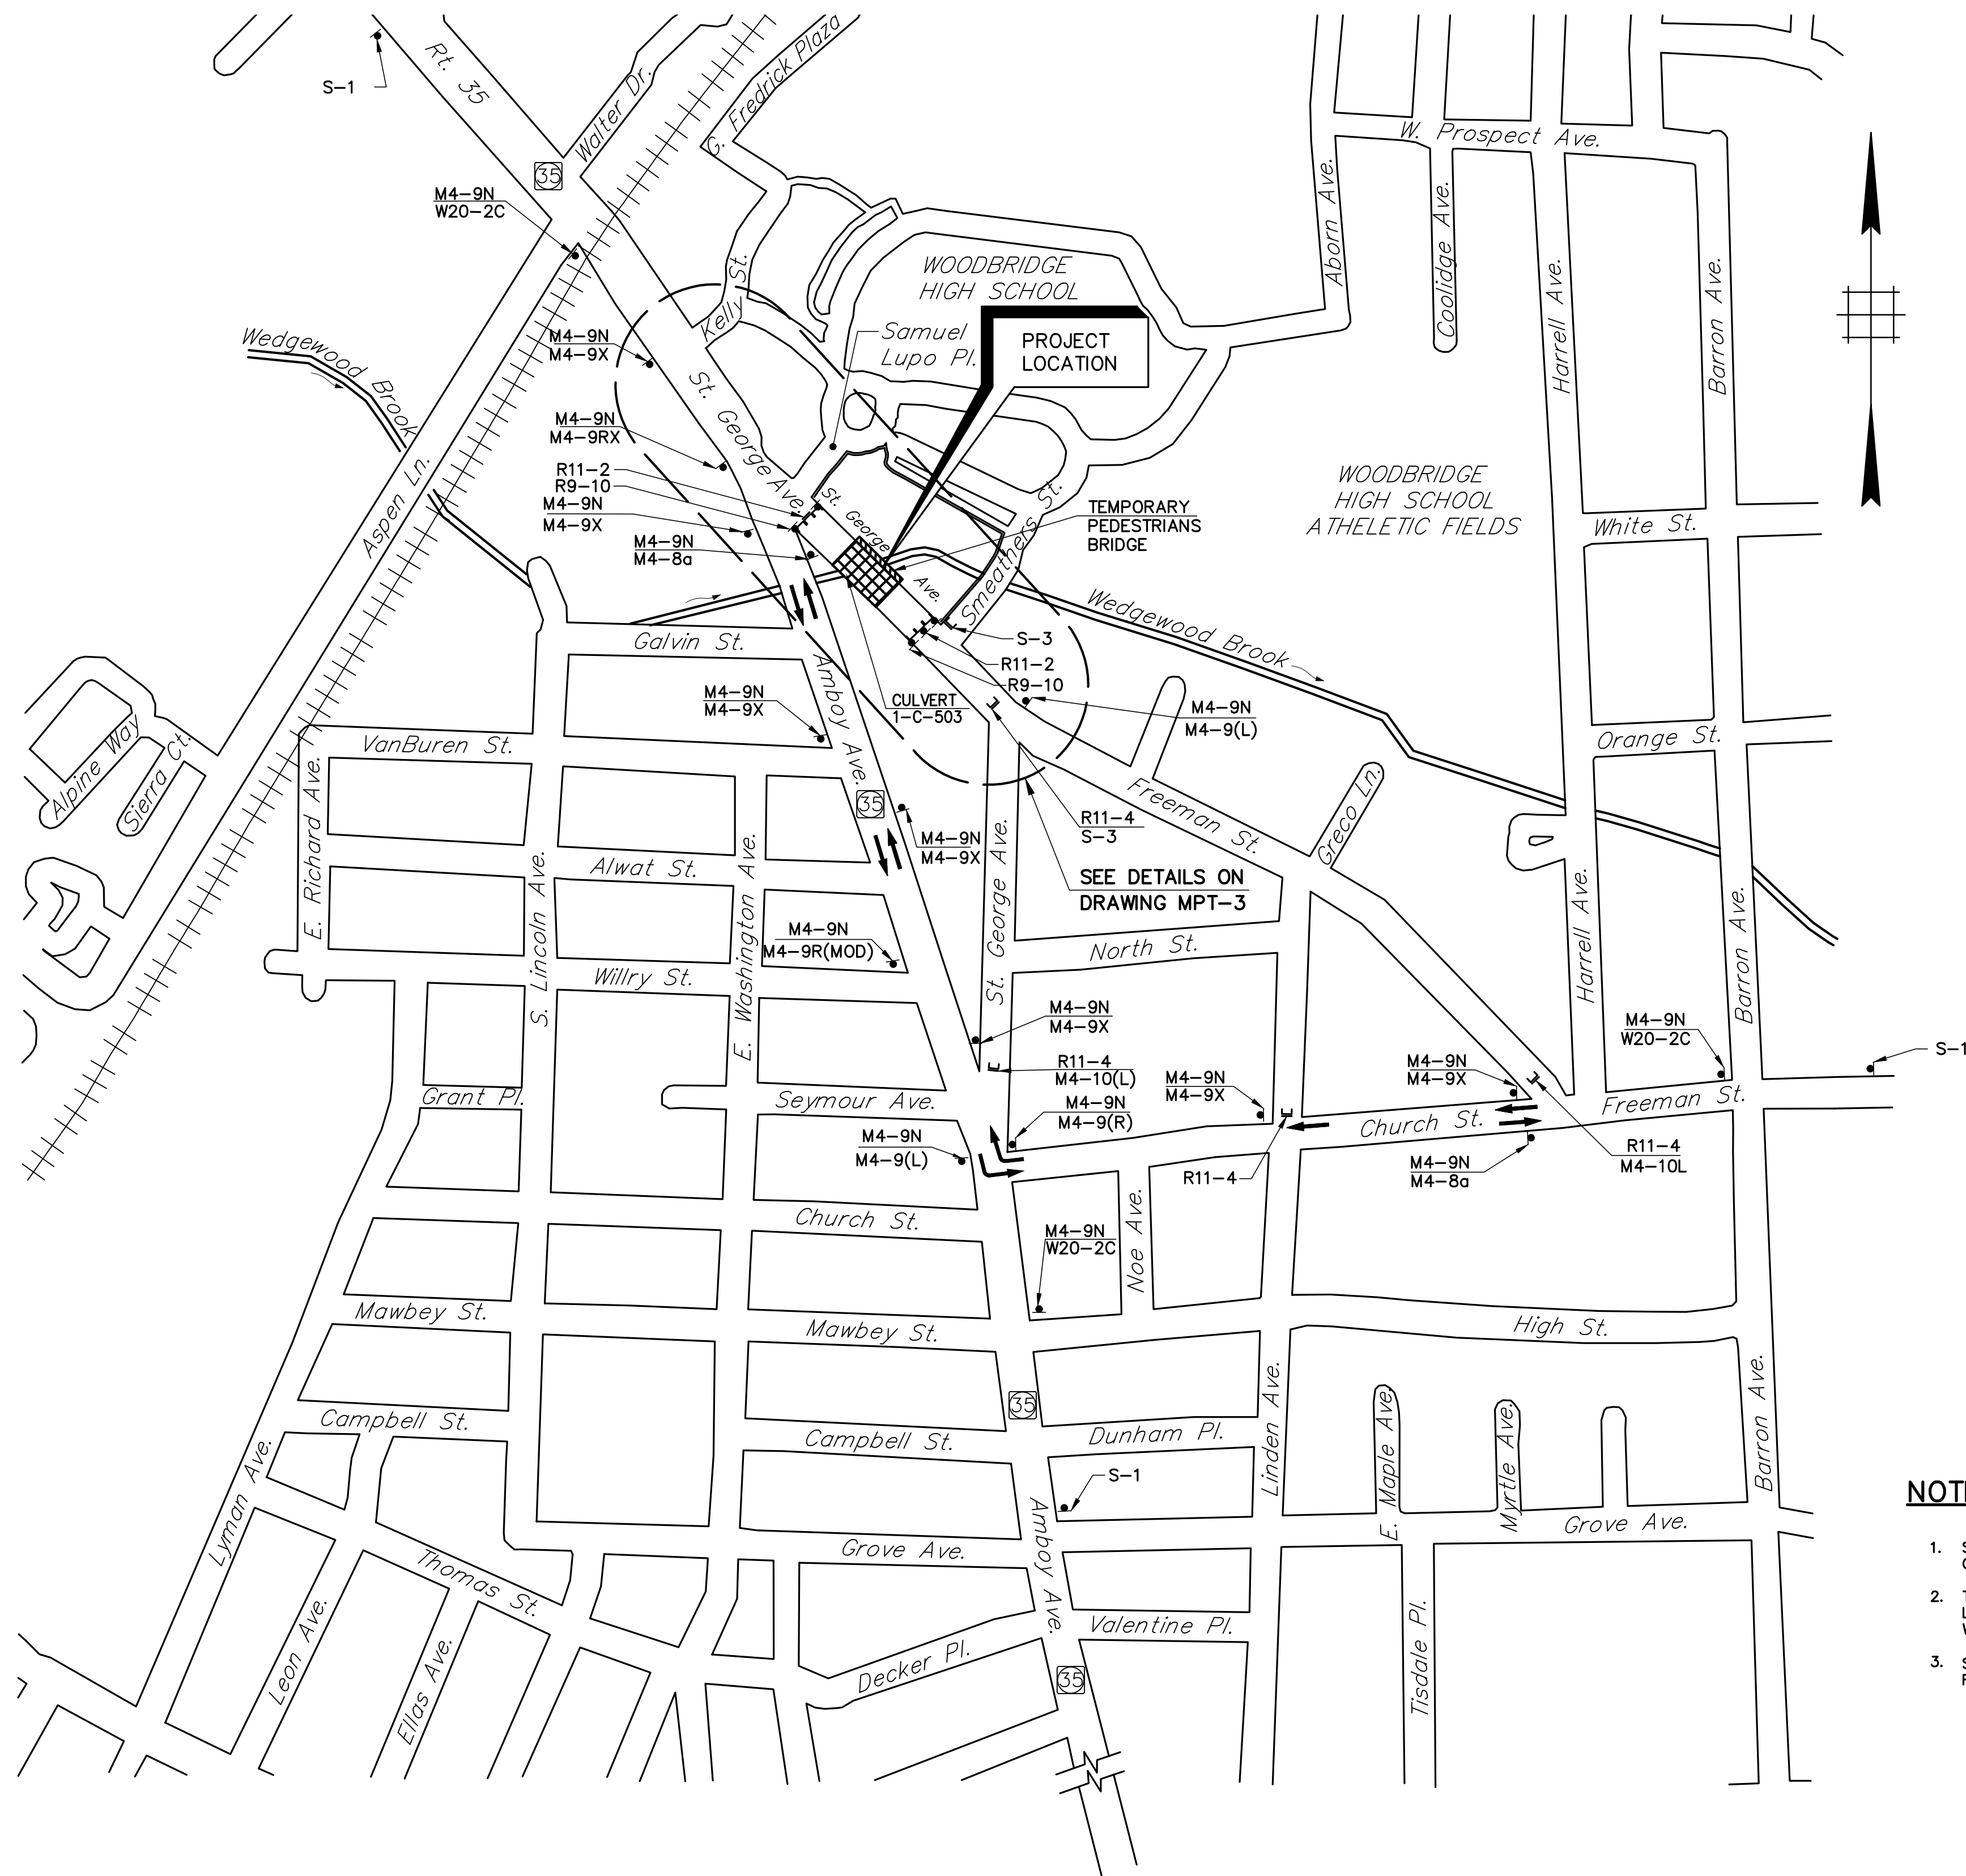 Rt. 35
S-1
Walter Dr.
G. Fredrick Plaza
35
M4-9N
W20-2C
W. Prospect Ave.
Aborn Ave.
Coolidge Ave.
Harrell Ave.
Barron Ave.
WOODBRIDGE
HIGH SCHOOL
Kelly St.
Samuel
Lupo Pl.
PROJECT
LOCATION
Wedgewood Brook
M4-9N
M4-9X
St. George Ave.
M4-9N
M4-9RX
R11-2
R9-10
M4-9N
M4-9X
M4-9N
M4-8a
Aspen Ln.
St. George
Ave.
Smeathers St.
TEMPORARY
PEDESTRIANS
BRIDGE
WOODBRIDGE
HIGH SCHOOL
ATHELETIC FIELDS
White St.
Wedgewood Brook
S-3
R11-2
R9-10
Galvin St.
Amboy Ave.
M4-9N
M4-9X
CULVERT
1-C-503
M4-9N
M4-9(L)
Orange St.
VanBuren St.
Alpine Way
Sierra Ct.
E. Richard Ave.
35
M4-9N
M4-9X
R11-4
S-3
Freeman St.
Greco Ln.
Alwat St.
S. Lincoln Ave.
E. Washington Ave.
St. George Ave.
SEE DETAILS ON
DRAWING MPT-3
M4-9N
M4-9R(MOD)
North St.
Harrell Ave.
Barron Ave.
Willry St.
M4-9N
M4-9X
R11-4
M4-10(L)
M4-9N
M4-9(R)
M4-9N
M4-9X
M4-9N
M4-9X
M4-9N
W20-2C
S-1
Grant Pl.
Seymour Ave.
M4-9N
M4-9(L)
Church St.
Freeman St.
R11-4
M4-9N
M4-8a
R11-4
M4-10L
Church St.
Noe Ave.
M4-9N
W20-2C
Mawbey St.
Mawbey St.
High St.
35
Linden Ave.
E. Maple Ave.
Myrtle Ave.
Barron Ave.
Campbell St.
Campbell St.
Dunham Pl.
Lyman Ave.
S-1
Amboy Ave.
Grove Ave.
Grove Ave.
Thomas St.
Leon Ave.
Ellas Ave.
Decker Pl.
Valentine Pl.
35
Tisdale Pl.
1.
2.
3.